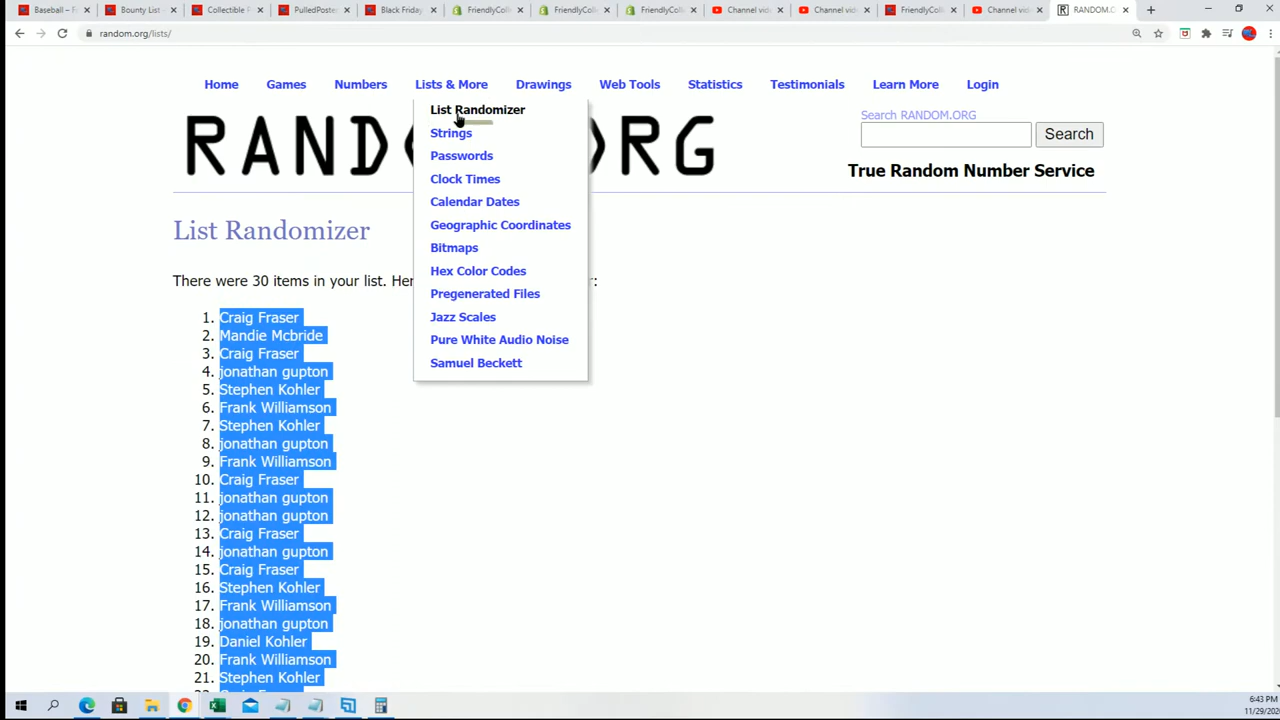 Baseball – F
Bounty List -
Collectible F
PulledPoster
Black Friday
FriendlyColl
FriendlyColl
FriendlyColl
Channel vid
Channel vid
FriendlyColl
Channel vid
RANDOM.O
random.org/lists/
Home Games Numbers Lists & More Drawings Web Tools Statistics Testimonials Learn More Login
List Randomizer
Strings
Passwords
Clock Times
Calendar Dates
Geographic Coordinates
Bitmaps
Hex Color Codes
Pregenerated Files
Jazz Scales
Pure White Audio Noise
Samuel Beckett
Search RANDOM.ORG
Search
RAND RG
True Random Number Service
List Randomizer
There were 30 items in your list. Her :
1. Craig Fraser
2. Mandie Mcbride
3. Craig Fraser
4. jonathan gupton
5. Stephen Kohler
6. Frank Williamson
7. Stephen Kohler
8. jonathan gupton
9. Frank Williamson
10. Craig Fraser
11. jonathan gupton
12. jonathan gupton
13. Craig Fraser
14. jonathan gupton
15. Craig Fraser
16. Stephen Kohler
17. Frank Williamson
18. jonathan gupton
19. Daniel Kohler
20. Frank Williamson
21. Stephen Kohler
6:43 PM
11/29/202